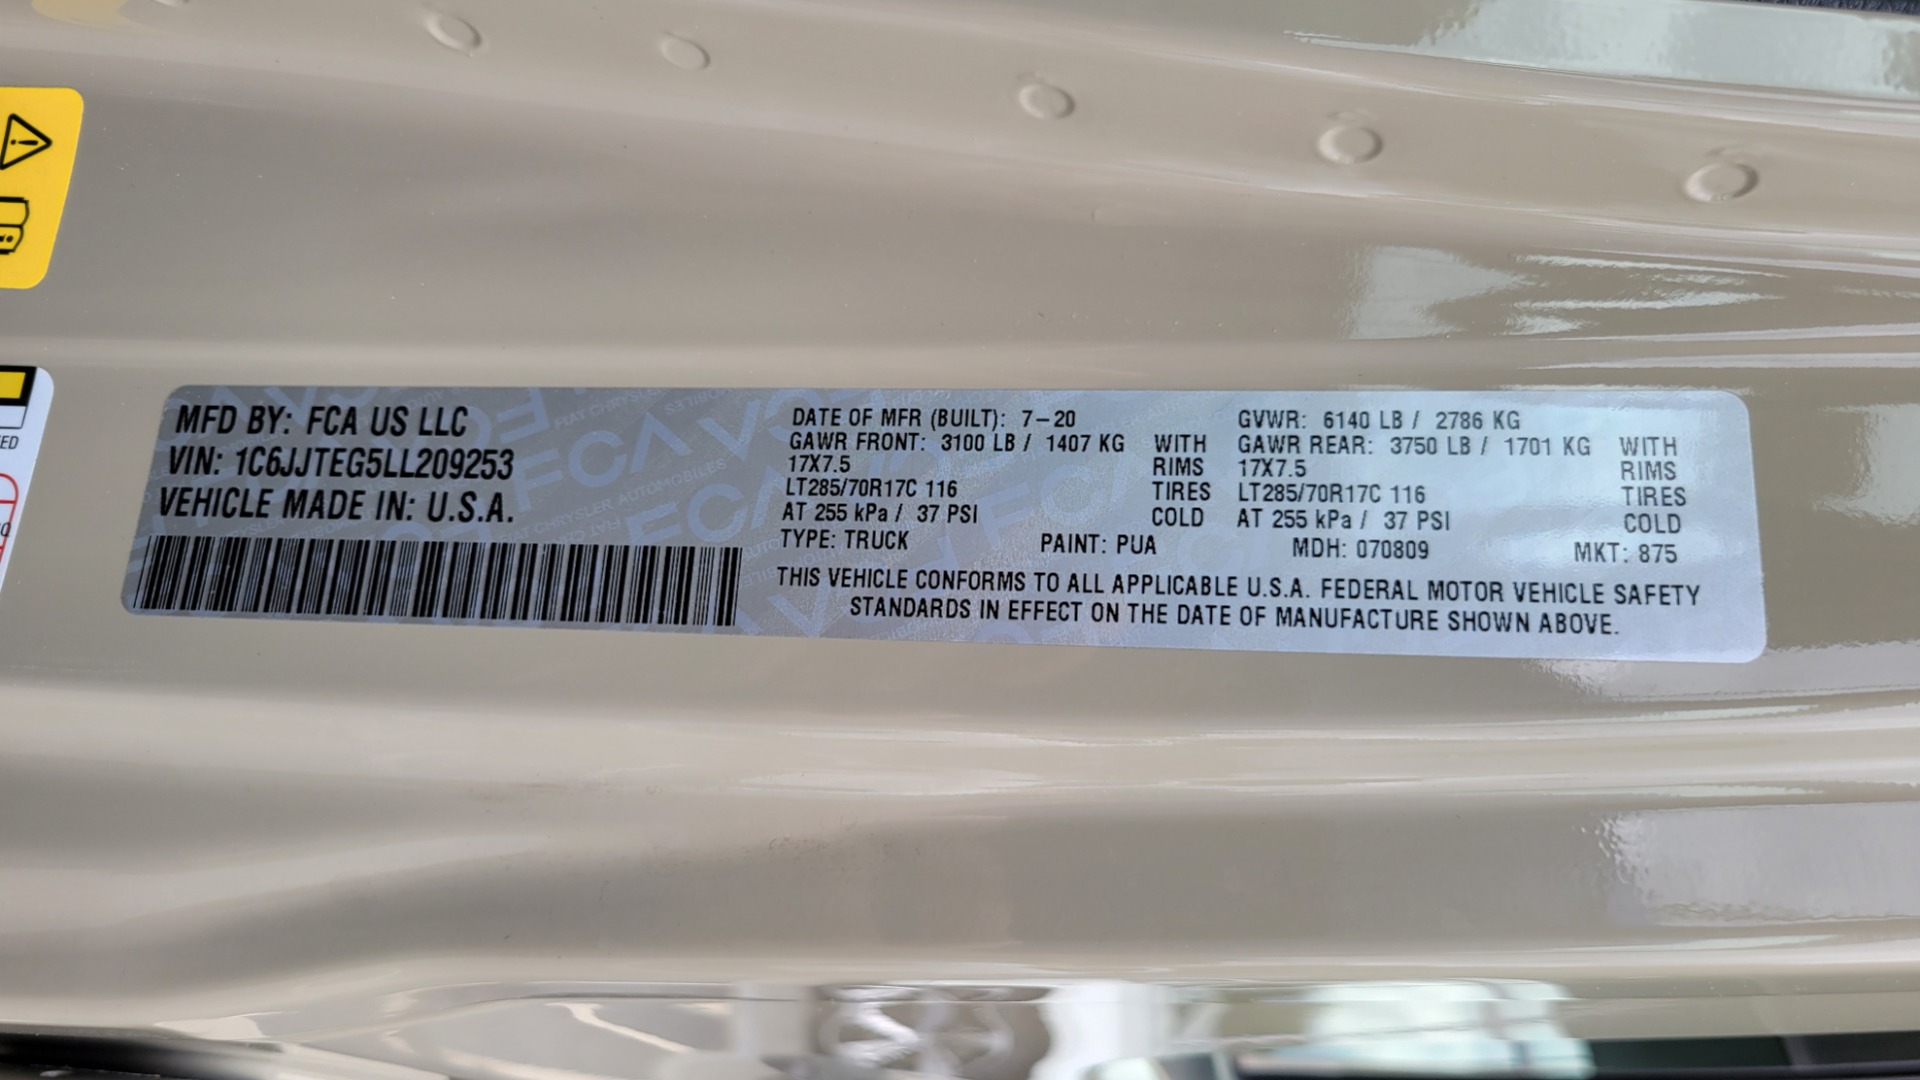 MFD BY: FCA US LLC
VIN: 1C6JJTEG5LL209253
VEHICLE MADE IN: U.S.A.
DATE OF MFR (BUILT): 7-20 GVWR: 6140 LB / 2786 KG
GAWR FRONT: 3100 LB / 1407 KG WITH GAWR REAR: 3750 LB / 1701 KG WITH
17X7.5 RIMS 17X7.5 RIMS
LT285/70R17C 116 TIRES LT285/70R17C 116 TIRES
AT 255 kPa / 37 PSI COLD AT 255 kPa / 37 PSI COLD
TYPE: TRUCK PAINT: PUA MDH: 070809 MKT: 875
THIS VEHICLE CONFORMS TO ALL APPLICABLE U.S.A. FEDERAL MOTOR VEHICLE SAFETY
STANDARDS IN EFFECT ON THE DATE OF MANUFACTURE SHOWN ABOVE.